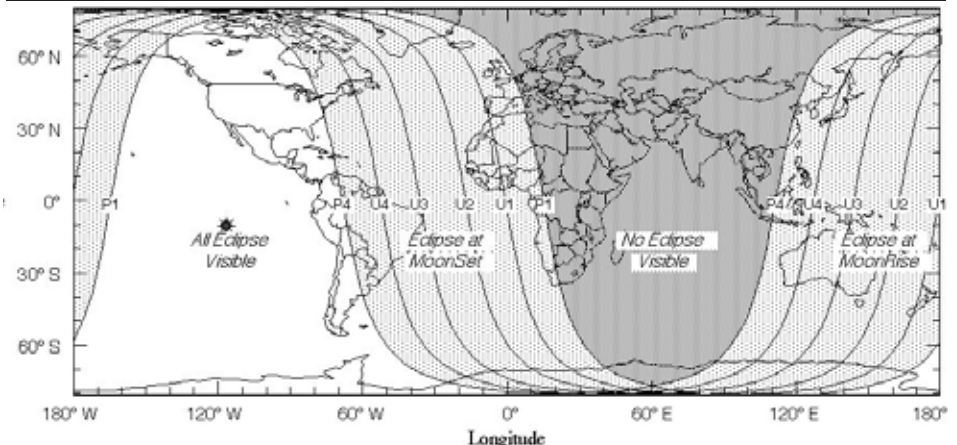 60° N
30° N
0°
30° S
60° S
P1
P4
U4
U3
U2
U1
P1
P4
U4
U3
U2
U1
All Eclipse
Visible
Eclipse at
MoonSet
No Eclipse
Visible
Eclipse at
MoonRise
180° W
120° W
60° W
0°
60° E
120° E
180°
Longitude